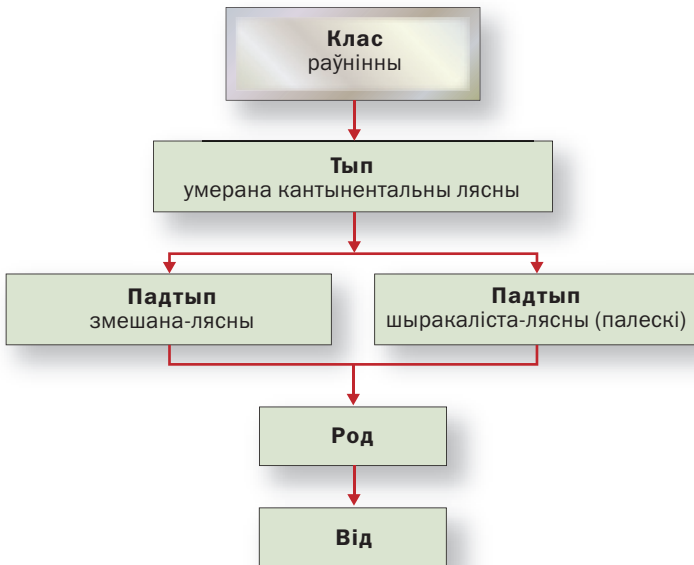 Клас
раўнінны
Тып
умерана кантынентальны лясны
Падтып
змешана-лясны
Падтып
шыракаліста-лясны (палескі)
Род
Від